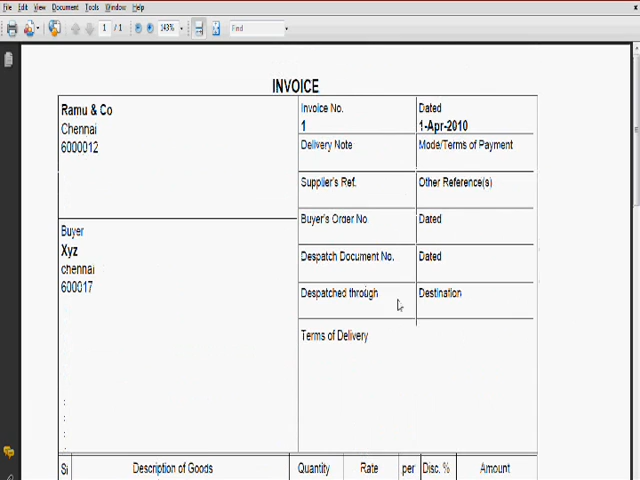 File Edit View Document Tools Window Help
1 / 1 143% Find
INVOICE
Ramu & Co
Chennai
6000012
Invoice No.
1
Dated
1-Apr-2010
Delivery Note
Mode/Terms of Payment
Supplier's Ref.
Other Reference(s)
Buyer
Xyz
chennai
600017
Buyer's Order No
Dated
Despatch Document No.
Dated
Despatched through
Destination
Terms of Delivery
:
:
:
:
Sl Description of Goods Quantity Rate per Disc. % Amount